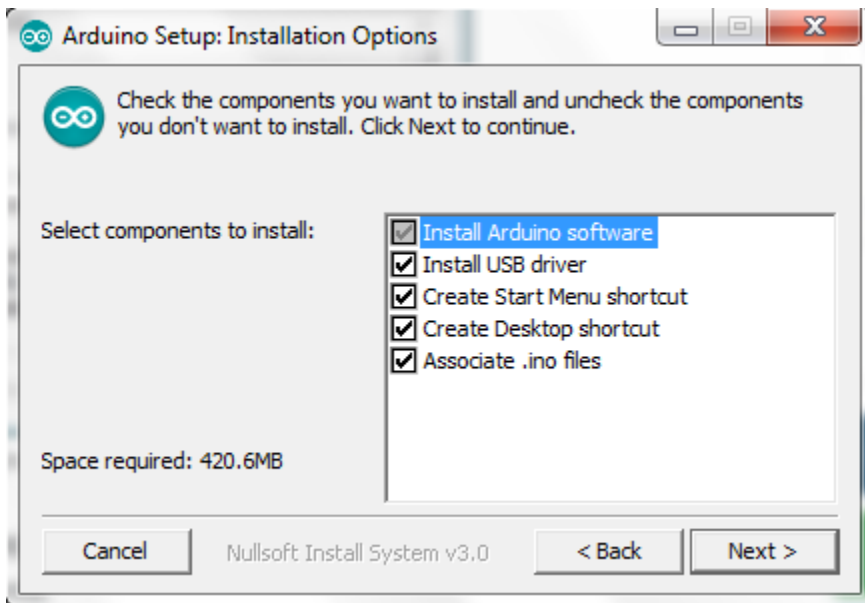 Arduino Setup: Installation Options
Check the components you want to install and uncheck the components
you don't want to install. Click Next to continue.
Select components to install:
Install Arduino software
Install USB driver
Create Start Menu shortcut
Create Desktop shortcut
Associate .ino files
Space required: 420.6MB
Cancel
Nullsoft Install System v3.0
< Back
Next >